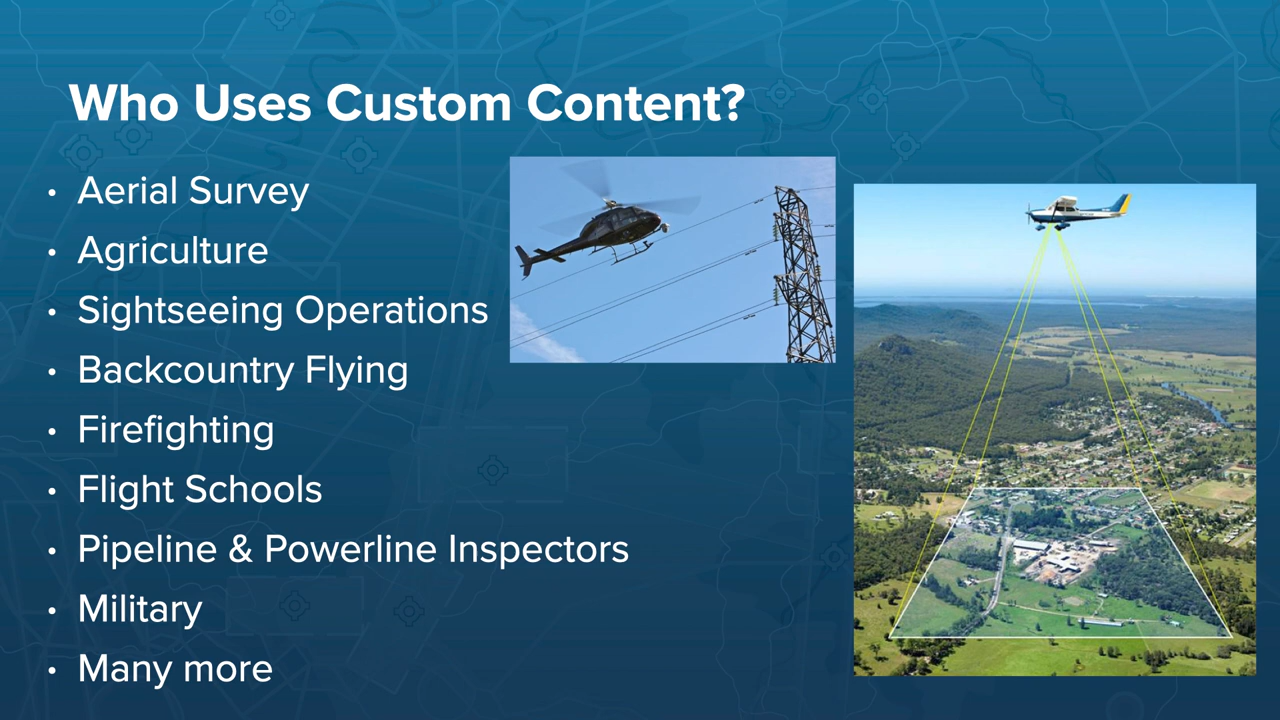 Who Uses Custom Content?
• Aerial Survey
• Agriculture
• Sightseeing Operations
• Backcountry Flying
• Firefighting
• Flight Schools
• Pipeline & Powerline Inspectors
• Military
• Many more